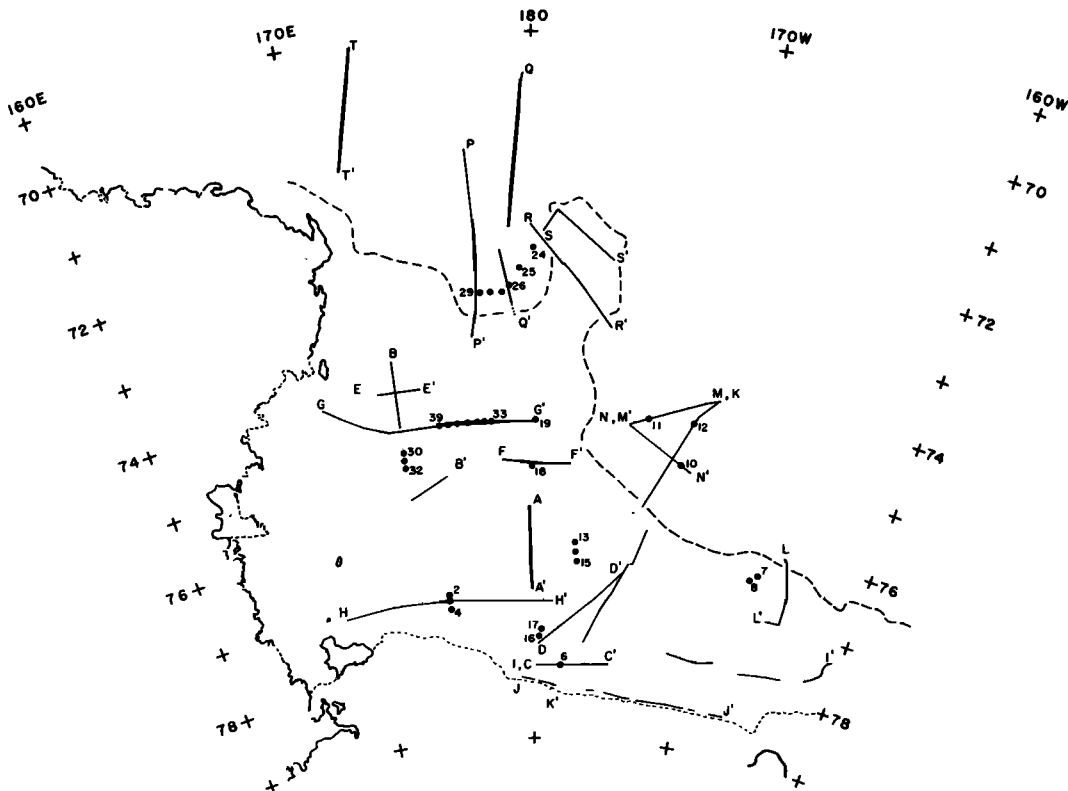 180
170E
T
170W
Q
160E
160W
P
70
T'
70
R
S
r
24
S'
25
26
29
72
Q'
R'
72
P'
B
E
E'
M, K
G
39
33
G'
19
N, M'
11
12
74
30
32
B'
F
F'
18
10
N'
74
A
13
15
L
D'
7
8
76
2
4
A'
H'
76
H
L'
17
16
D
I, C
6
C'
I'
J
K'
J'
78
78